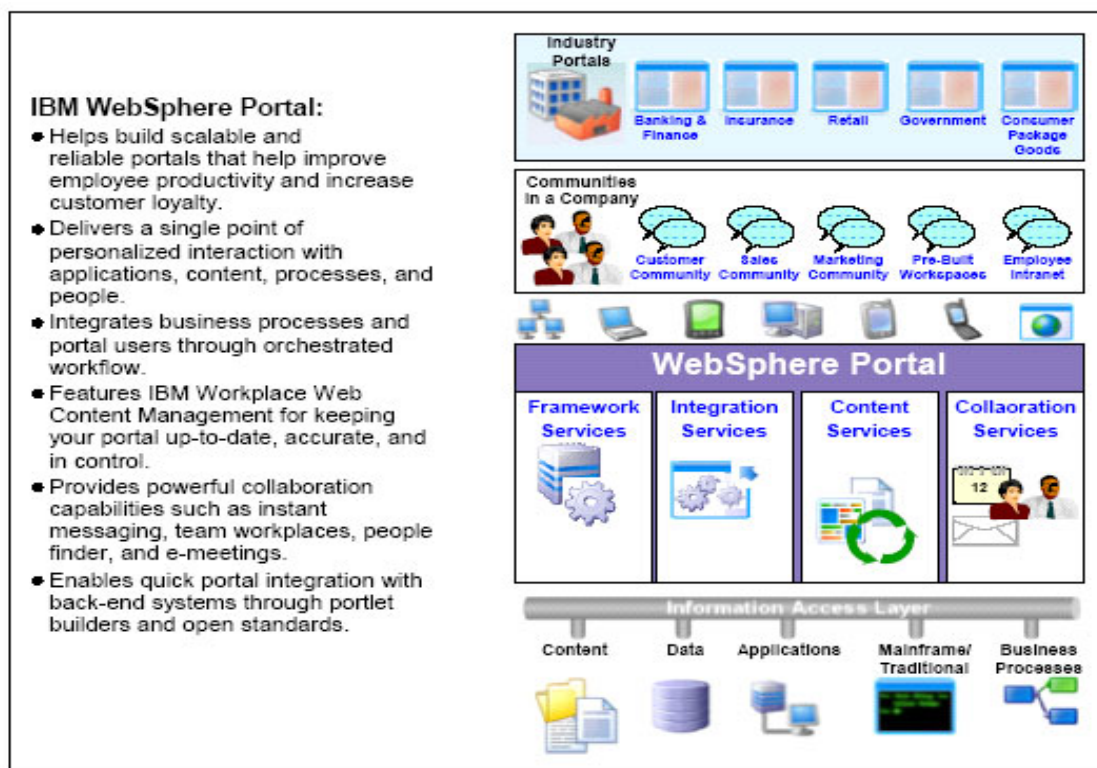 IBM WebSphere Portal:
● Helps build scalable and
reliable portals that help improve
employee productivity and increase
customer loyalty.
● Delivers a single point of
personalized interaction with
applications, content, processes, and
people.
● Integrates business processes and
portal users through orchestrated
workflow.
● Features IBM Workplace Web
Content Management for keeping
your portal up-to-date, accurate, and
in control.
● Provides powerful collaboration
capabilities such as instant
messaging, team workplaces, people
finder, and e-meetings.
● Enables quick portal integration with
back-end systems through portlet
builders and open standards.
Industry
Portals
Banking &
Finance
Insurance
Retail
Government
Consumer
Package
Goods
Communities
in a Company
Customer
Community
Sales
Community
Marketing
Community
Pre-Built
Workspaces
Employee
Intranet
WebSphere Portal
Framework
Services
Integration
Services
Content
Services
Collaoration
Services
12
Information Access Layer
Content
Data
Applications
Mainframe/
Traditional
Business
Processes